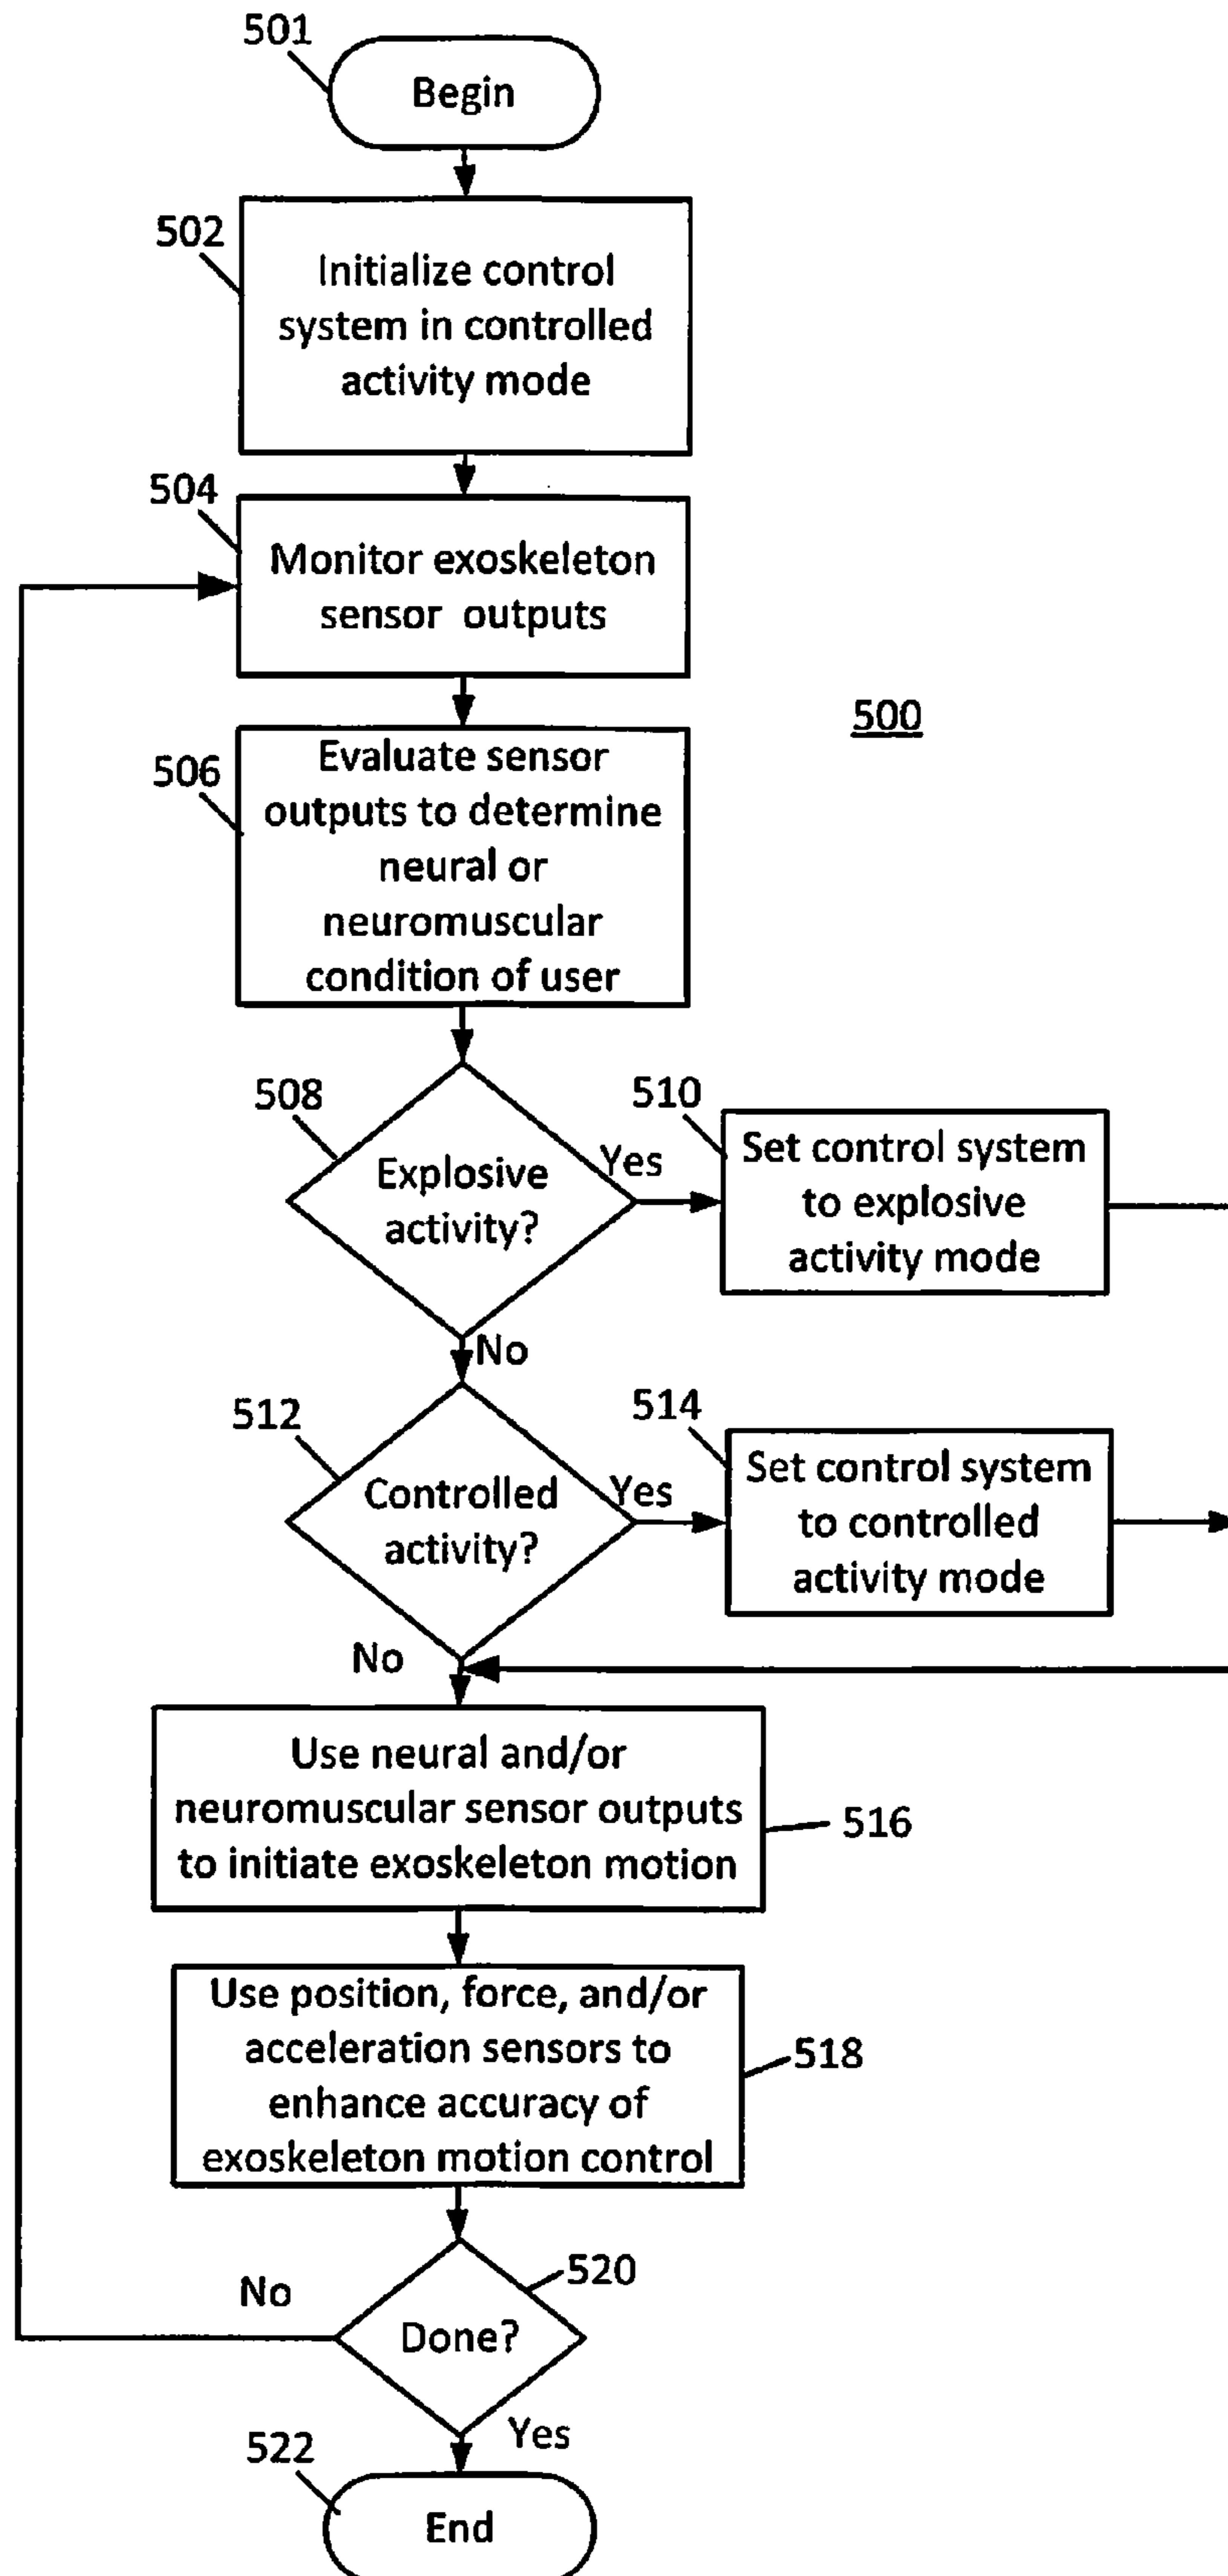 501
Begin
502
Initialize control
system in controlled
activity mode
504
Monitor exoskeleton
sensor outputs
500
506
Evaluate sensor
outputs to determine
neural or
neuromuscular
condition of user
508
Explosive
activity?
Yes
510
Set control system
to explosive
activity mode
No
512
Controlled
activity?
Yes
514
Set control system
to controlled
activity mode
No
Use neural and/or
neuromuscular sensor outputs
to initiate exoskeleton motion
516
Use position, force, and/or
acceleration sensors to
enhance accuracy of
exoskeleton motion control
518
520
No
Done?
Yes
522
End